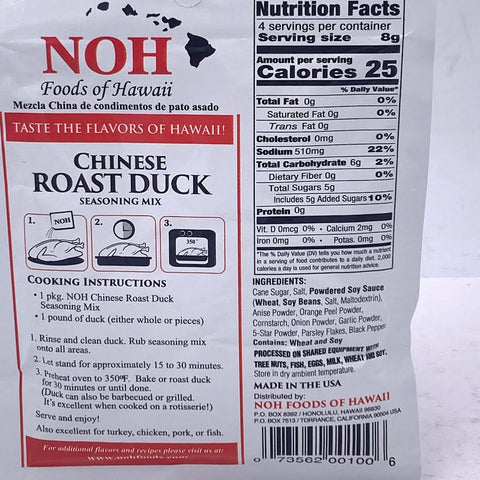 NOH
Foods of Hawaii
Mezcla China de condimentos de pato asado
TASTE THE FLAVORS OF HAWAII!
CHINESE
ROAST DUCK
SEASONING MIX
1.
NOH
2.
3.
350°
COOKING INSTRUCTIONS
• 1 pkg. NOH Chinese Roast Duck
Seasoning Mix
• 1 pound of duck (either whole or pieces)
1. Rinse and clean duck. Rub seasoning mix
onto all areas.
2. Let stand for approximately 15 to 30 minutes.
3. Preheat oven to 350ºF. Bake or roast duck
for 30 minutes or until done.
(Duck can also be barbecued or grilled.
It's excellent when cooked on a rotisserie!)
Serve and enjoy!
Also excellent for turkey, chicken, pork, or fish.
For additional flavors and recipes please visit us at:
www.nohfoods.com
Nutrition Facts
4 servings per container
Serving size 8g
Amount per serving
Calories 25
% Daily Value*
Total Fat 0g 0%
Saturated Fat 0g 0%
Trans Fat 0g
Cholesterol 0mg 0%
Sodium 510mg 22%
Total Carbohydrate 6g 2%
Dietary Fiber 0g 0%
Total Sugars 5g
Includes 5g Added Sugars 10%
Protein 0g
Vit. D 0mcg 0% • Calcium 2mg 0%
Iron 0mg 0% • Potas. 0mg 0%
*The % Daily Value (DV) tells you how much a nutrient
in a serving of food contributes to a daily diet. 2,000
calories a day is used for general nutrition advice.
INGREDIENTS:
Cane Sugar, Salt, Powdered Soy Sauce
(Wheat, Soy Beans, Salt, Maltodextrin),
Anise Powder, Orange Peel Powder,
Cornstarch, Onion Powder, Garlic Powder,
5-Star Powder, Parsley Flakes, Black Pepper
Contains: Wheat and Soy
PROCESSED ON SHARED EQUIPMENT WITH
TREE NUTS, FISH, EGGS, MILK, WHEAT AND SOY.
Store in dry ambient temperature.
MADE IN THE USA
Distributed by:
NOH FOODS OF HAWAII
P.O. BOX 8392 / HONOLULU, HAWAII 96830
P.O. BOX 7513 / TORRANCE, CALIFORNIA 90504 USA
0 73562 00100 6